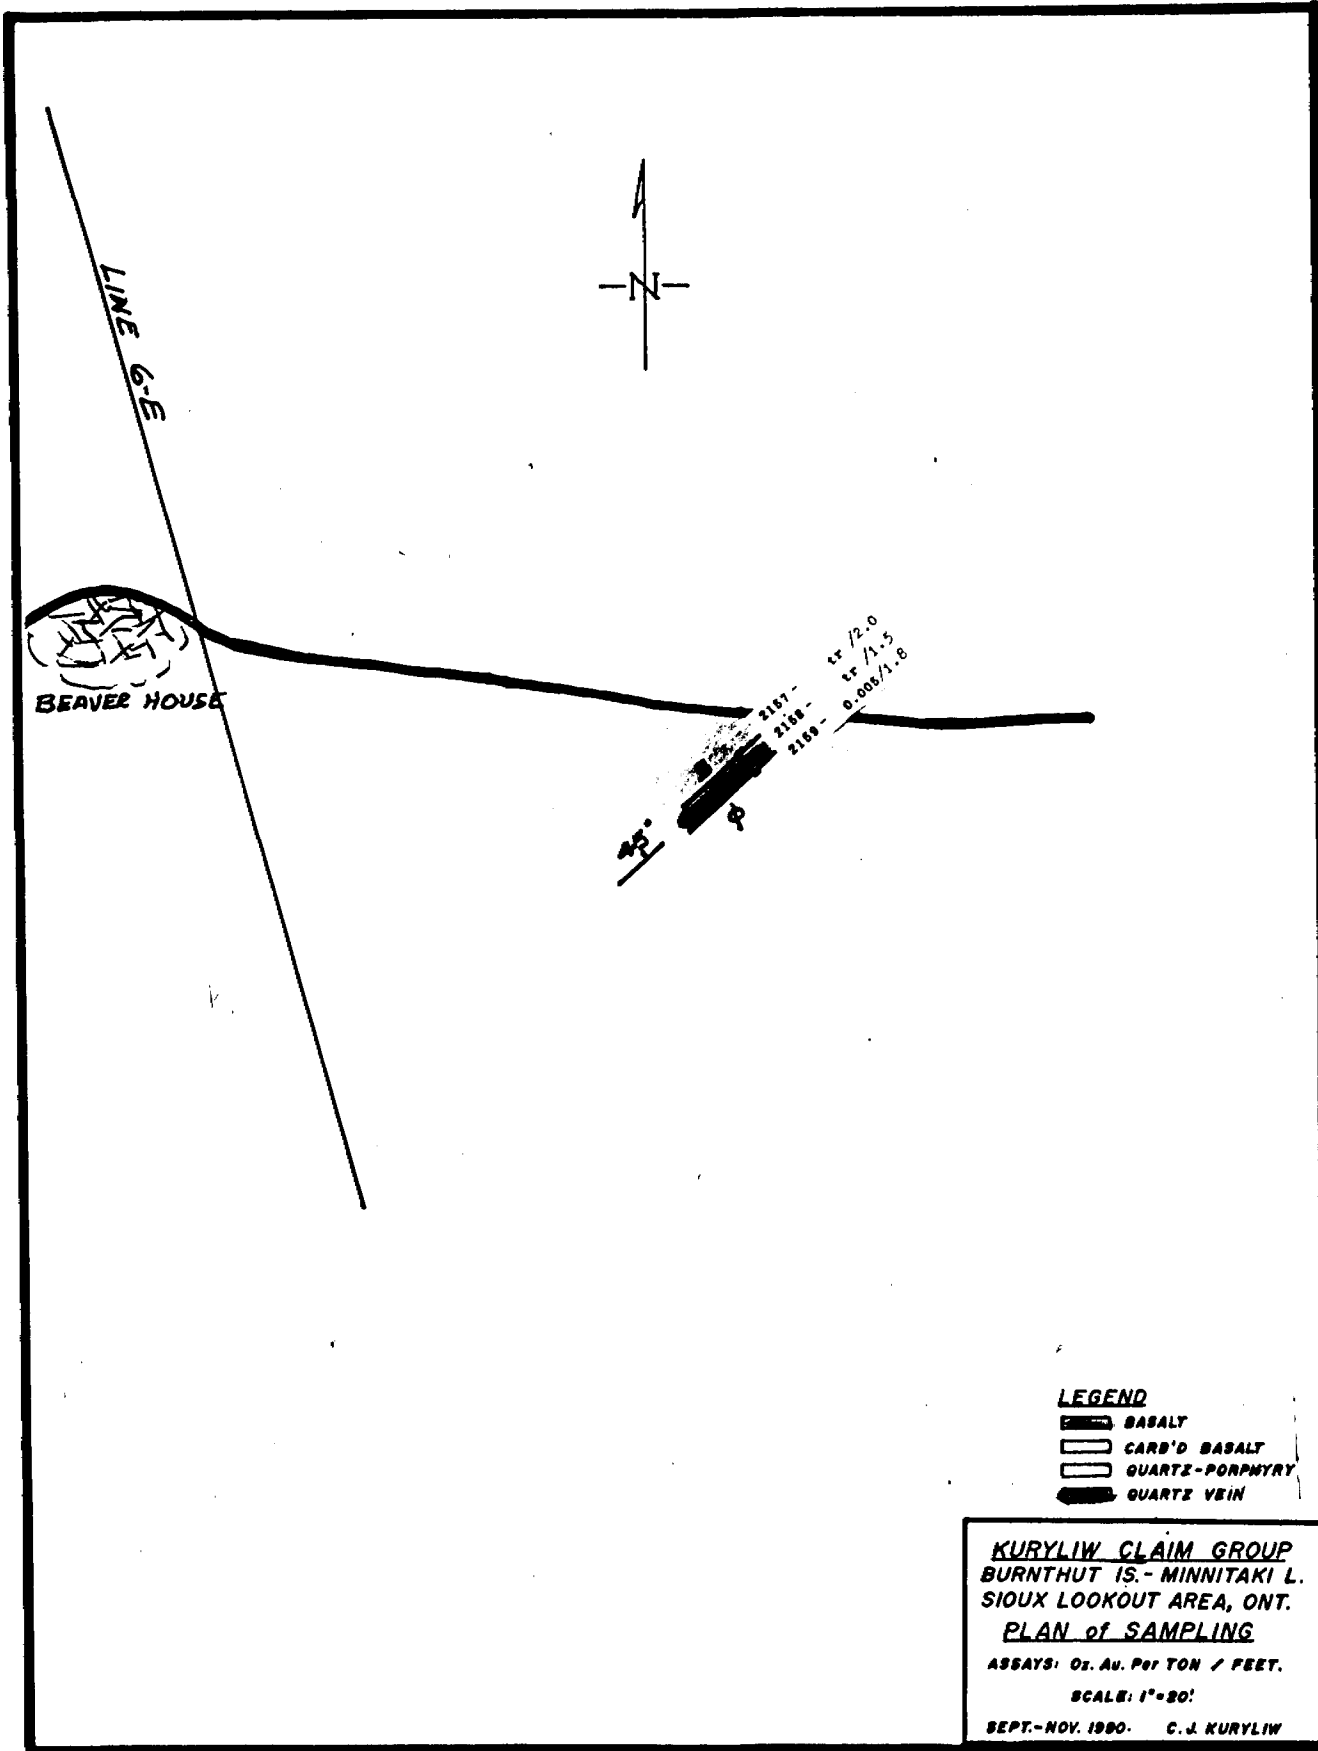 N
LINE 6-E
BEAVER HOUSE
2157 - tr /2.0
2158 - tr /1.5
2159 - 0.005/1.8
45°
LEGEND
BASALT
CARB'D BASALT
QUARTZ-PORPHYRY
QUARTZ VEIN
KURYLIW CLAIM GROUP
BURNTHUT IS.- MINNITAKI L.
SIOUX LOOKOUT AREA, ONT.
PLAN of SAMPLING
ASSAYS: Oz. Au. Per TON / FEET.
SCALE: 1"=20'
SEPT.-NOV. 1990. C.J. KURYLIW